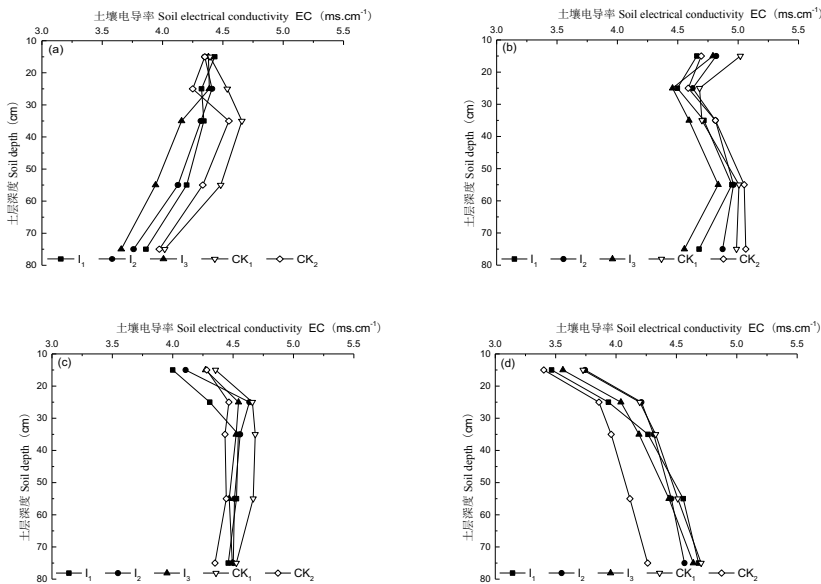 土壤电导率 Soil electrical conductivity EC（ms.cm-1）
3.0 3.5 4.0 4.5 5.0 5.5
(a)
10
20
30
40
50
60
70
80
土层深度 Soil depth（cm）
I1 I2 I3 CK1 CK2
土壤电导率 Soil electrical conductivity EC（ms.cm-1）
3.0 3.5 4.0 4.5 5.0 5.5
(b)
10
20
30
40
50
60
70
80
土层深度 Soil depth（cm）
I1 I2 I3 CK1 CK2
土壤电导率 Soil electrical conductivity EC（ms.cm-1）
3.0 4.0 4.5 5.0 5.5
(c)
10
20
30
40
50
60
70
80
土层深度 Soil depth（cm）
I1 I2 I3 CK1 CK2
土壤电导率 Soil electrical conductivity EC（ms.cm-1）
3.0 3.5 4.0 4.5 5.0 5.5
(d)
10
20
30
40
50
60
70
80
土层深度 Soil depth（cm）
I1 I2 I3 CK1 CK2